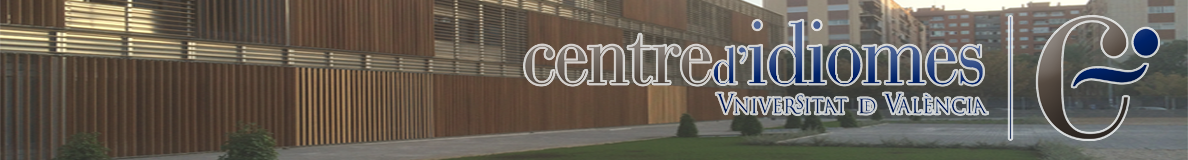 centre d'idiomes
VNIVERSITAT DE VALÈNCIA